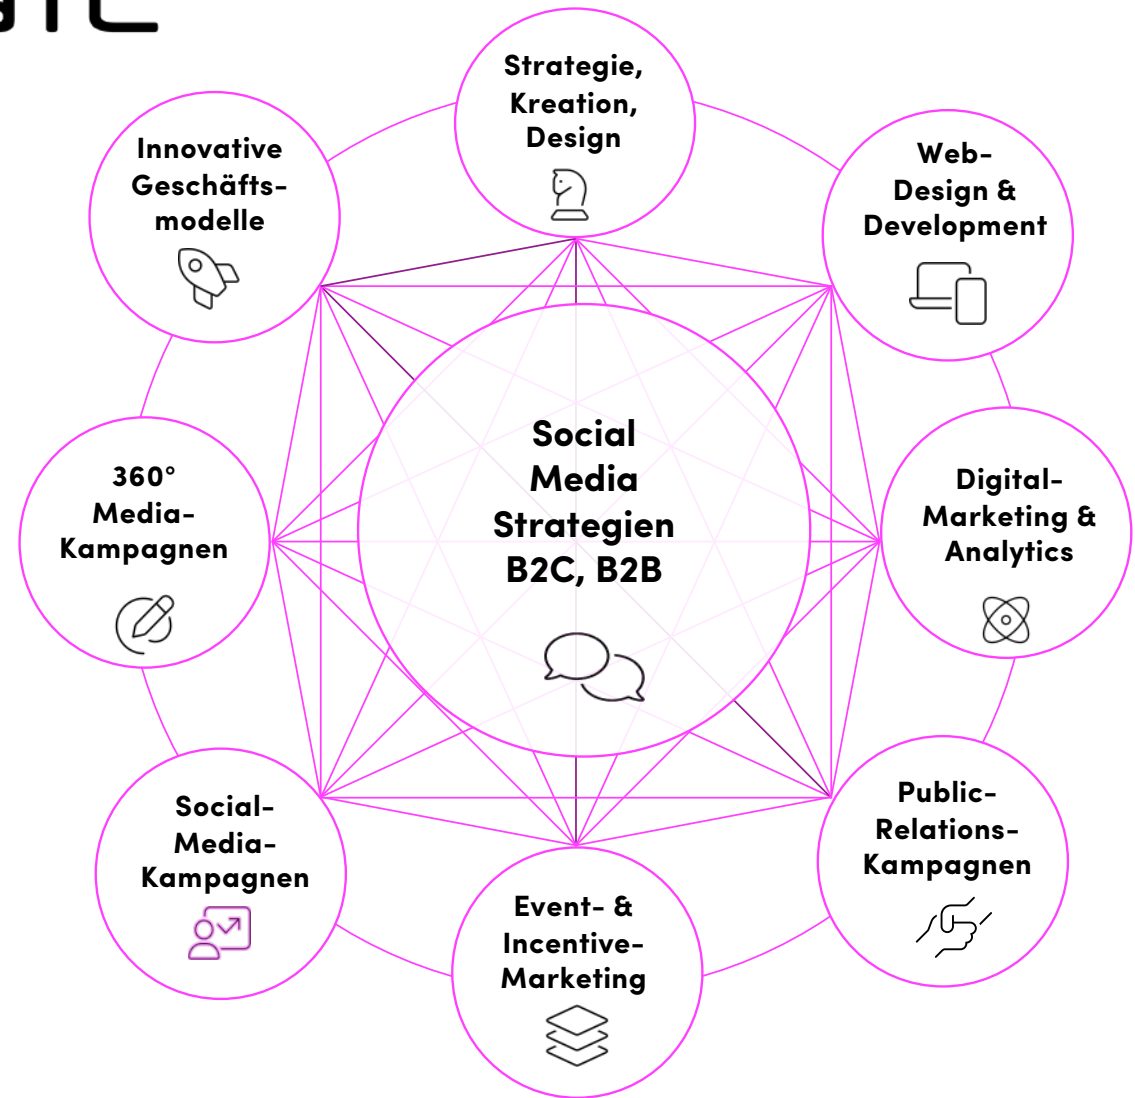 Strategie,
Kreation,
Design
Innovative
Geschäfts-
modelle
Web-
Design &
Development
360°
Media-
Kampagnen
Social
Media
Strategien
B2C, B2B
Digital-
Marketing &
Analytics
Social-
Media-
Kampagnen
Public-
Relations-
Kampagnen
Event- &
Incentive-
Marketing